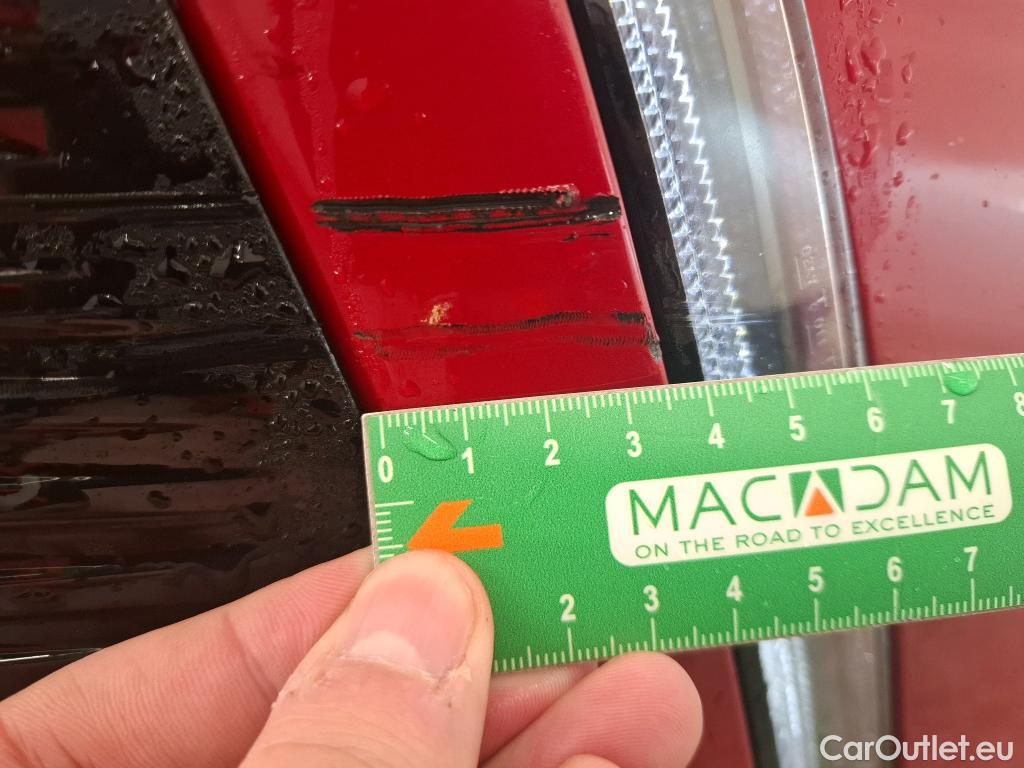 0 1 2 3 4 5 6 7 8
MACADAM
ON THE ROAD TO EXCELLENCE
2 3 4 5 6 7
CarOutlet.eu